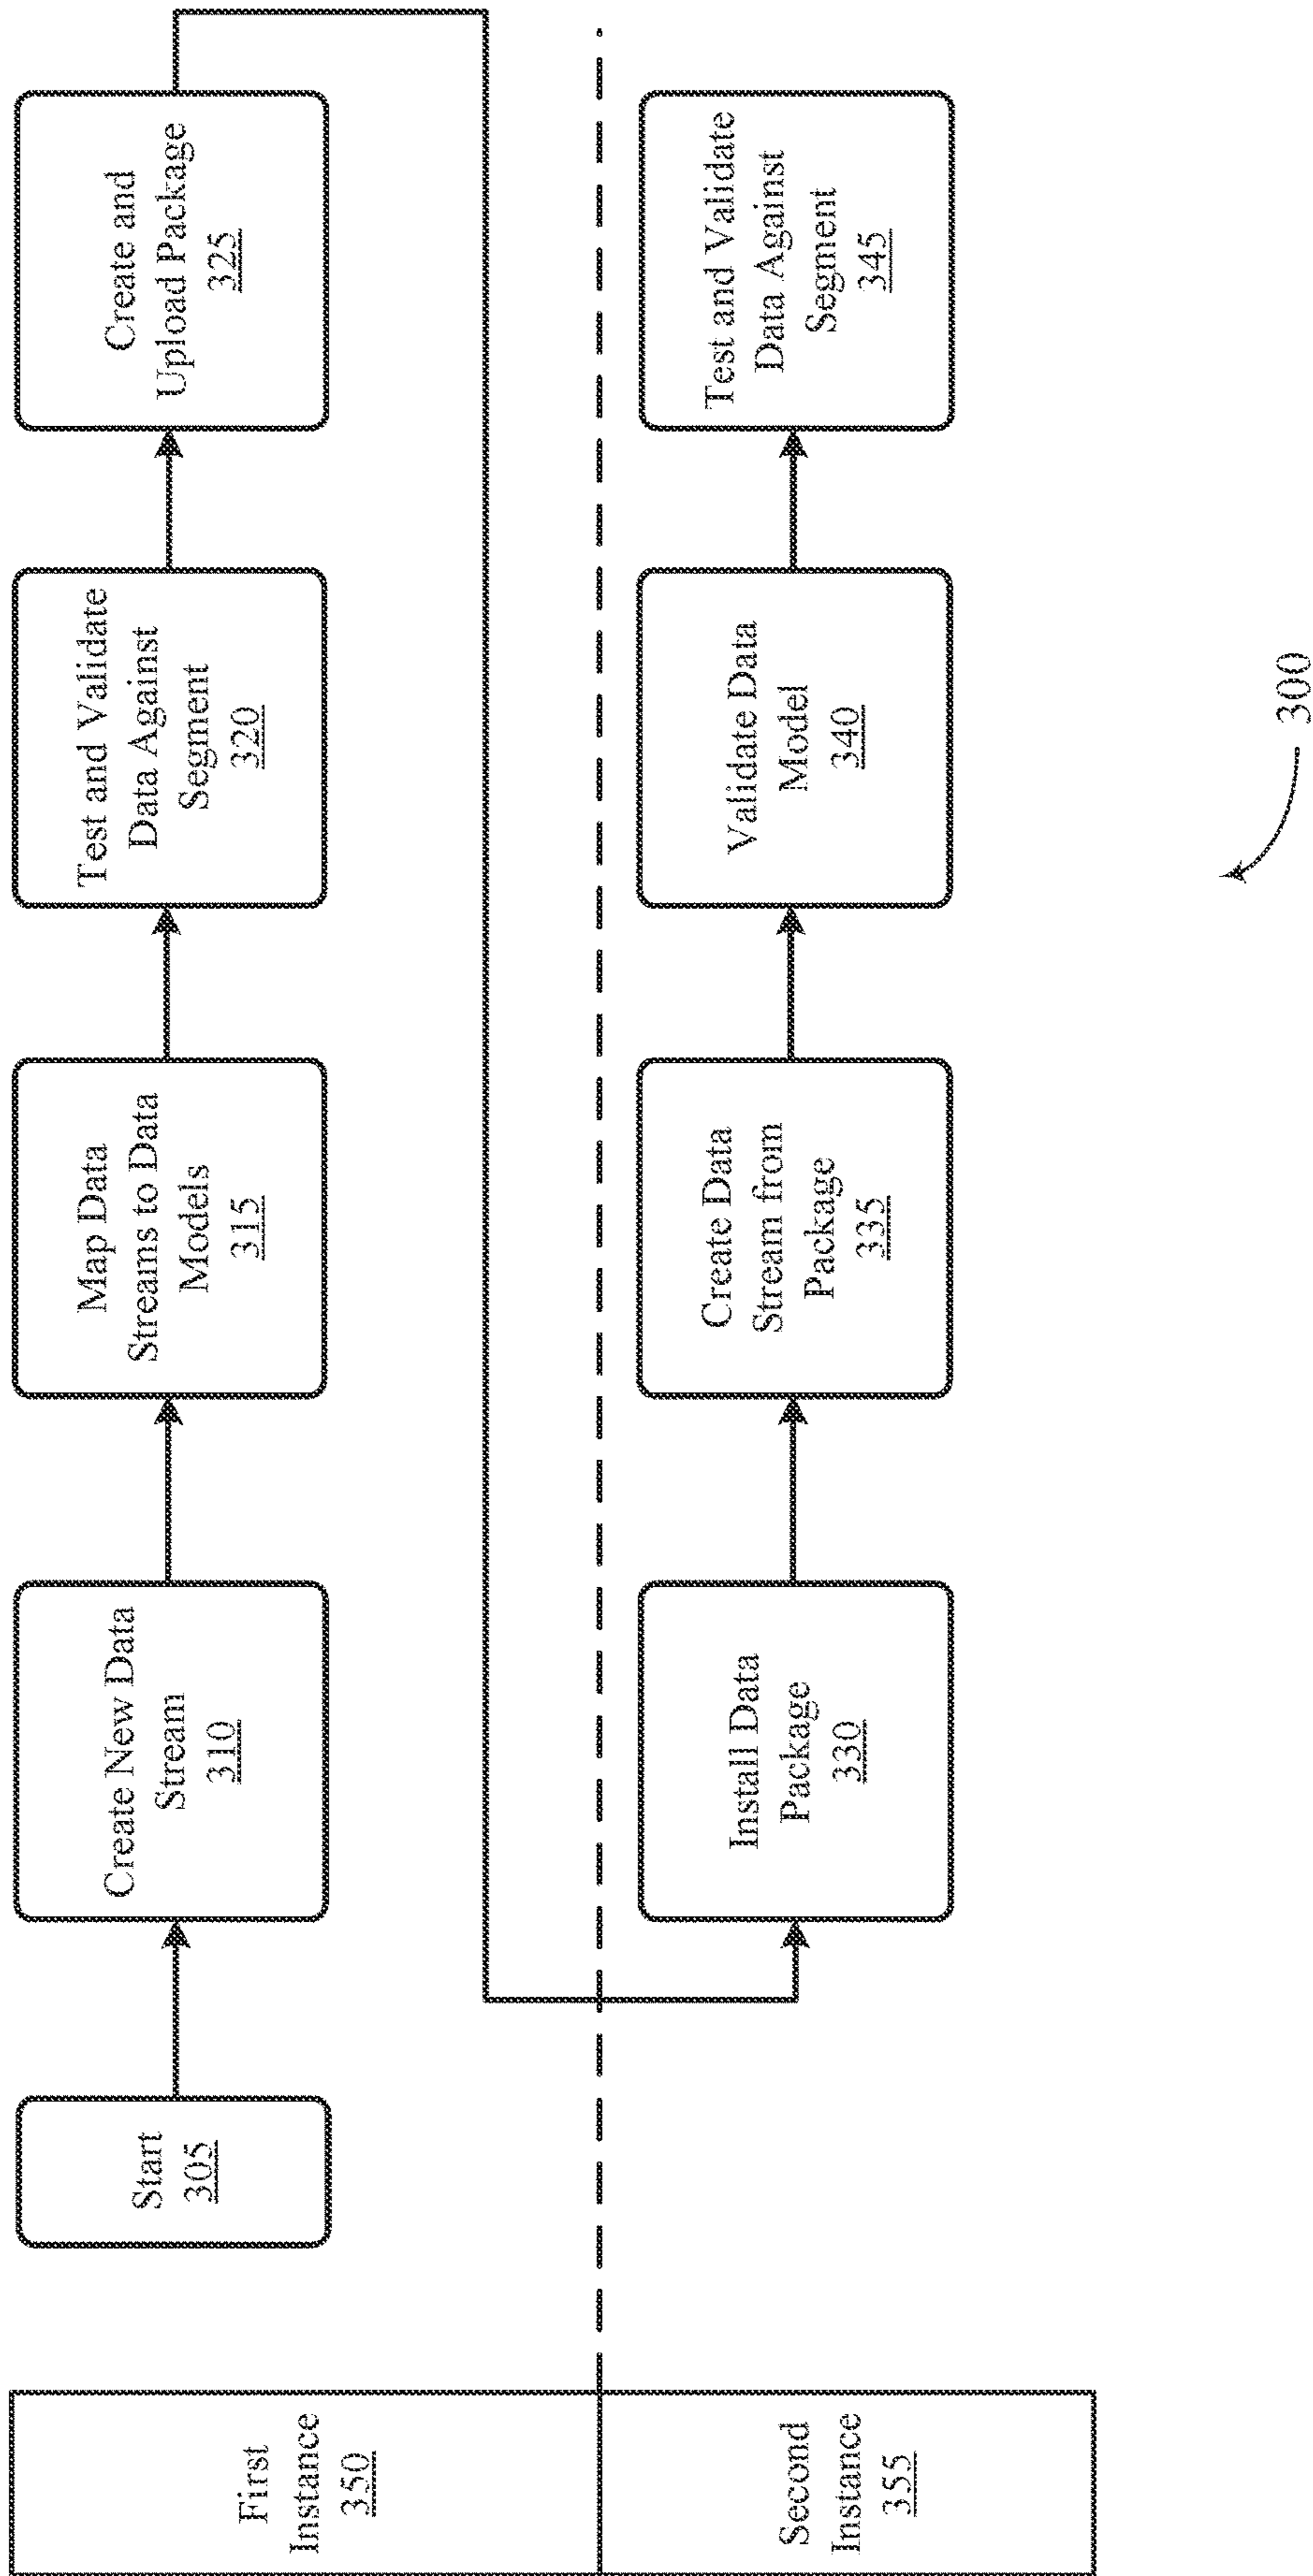 First
Instance
350
Start
305
Create New Data
Stream
310
Map Data
Streams to Data
Models
315
Test and Validate
Data Against
Segment
320
Create and
Upload Package
325
Second
Instance
355
Install Data
Package
330
Create Data
Stream from
Package
335
Validate Data
Model
340
Test and Validate
Data Against
Segment
345
300